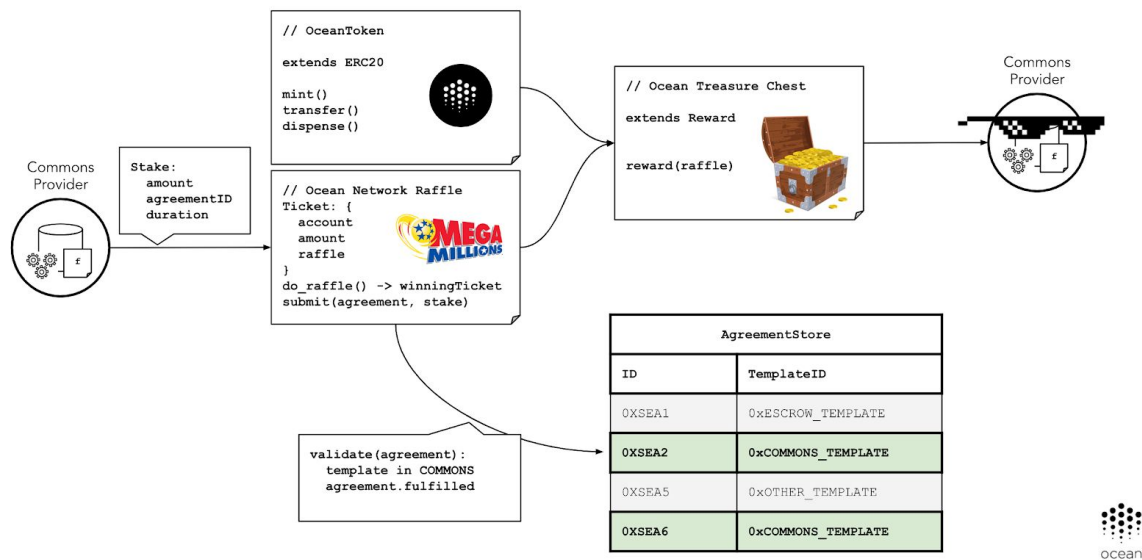 // OceanToken
extends ERC20
mint()
transfer()
dispense()
Commons
Provider
Stake:
amount
agreementID
duration
// Ocean Network Raffle
Ticket: {
account
amount
raffle
}
do_raffle() -> winningTicket
submit(agreement, stake)
MEGA
MILLIONS
£
// Ocean Treasure Chest
extends Reward
reward(raffle)
Commons
Provider
£
validate(agreement):
template in COMMONS
agreement.fulfilled
AgreementStore
ID TemplateID
0XSEA1 0xESCROW_TEMPLATE
0XSEA2 0xCOMMONS_TEMPLATE
0XSEA5 0xOTHER_TEMPLATE
0XSEA6 0xCOMMONS_TEMPLATE
ocean